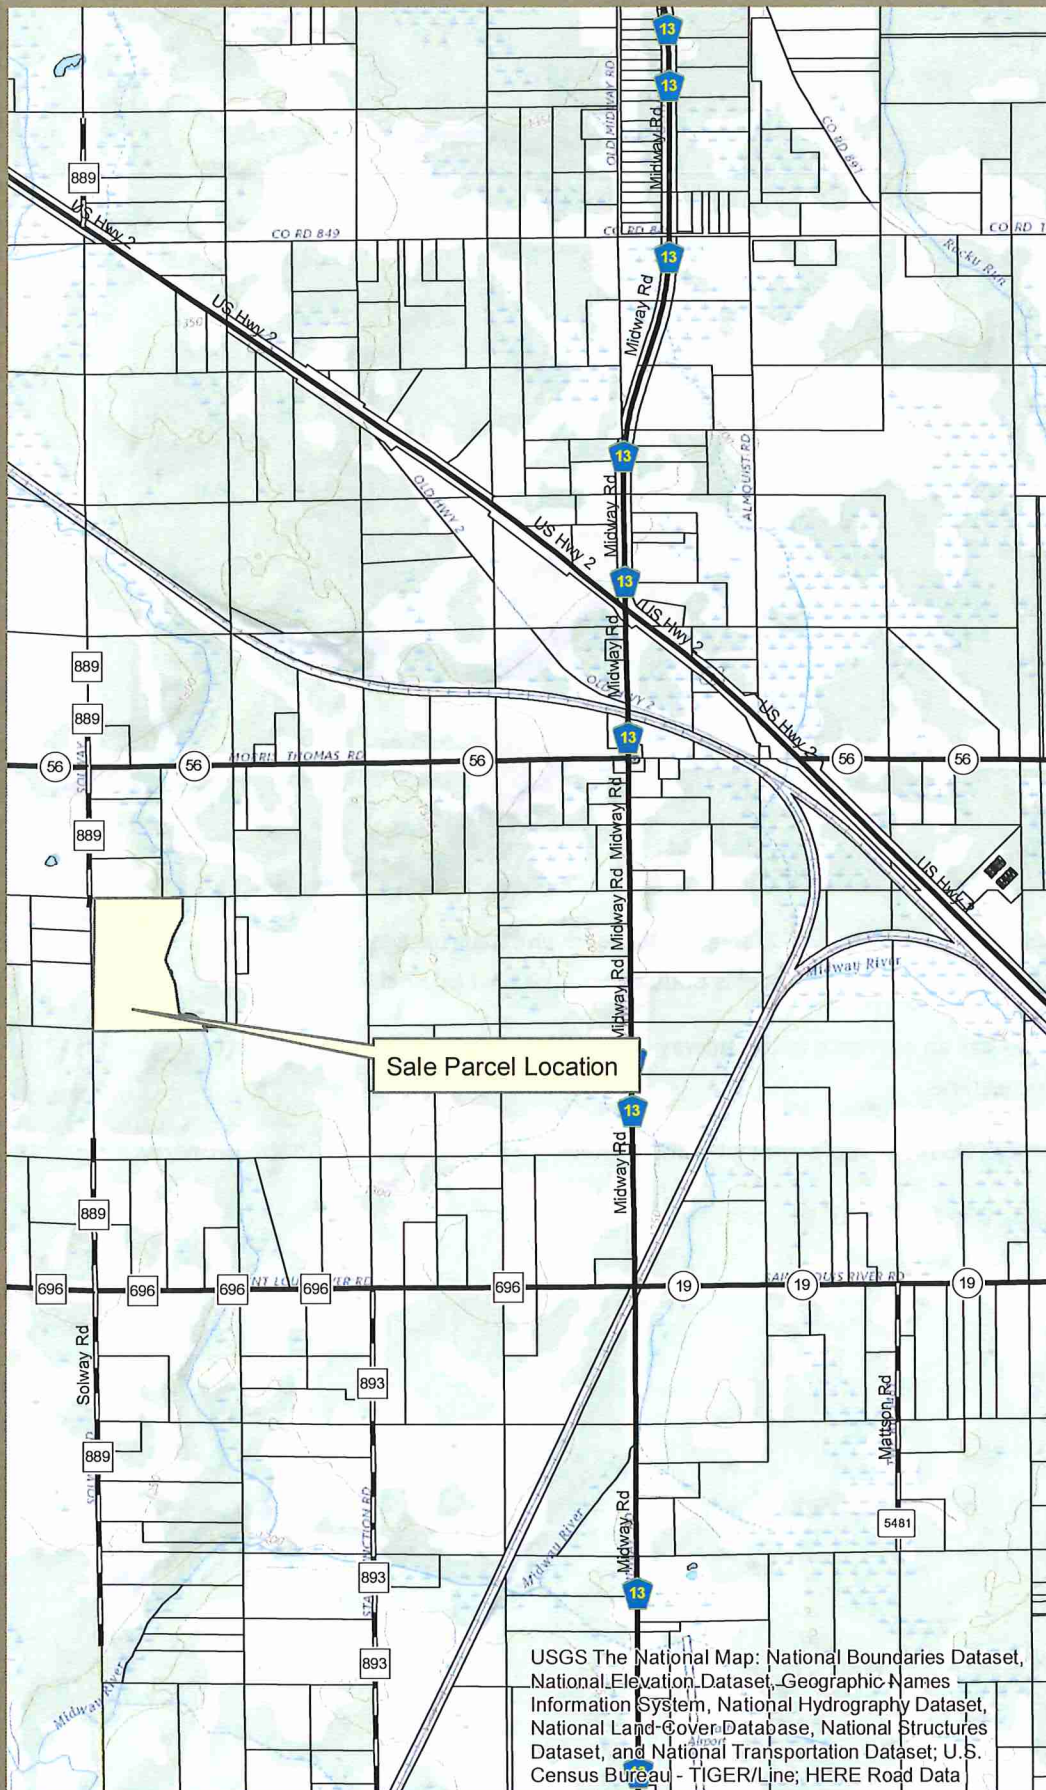 13
13
OLD MIDWAY RD
Midway Rd
CO RD 891
889
US Hwy 2
CO RD 849
CO RD 1
13
Rocky Run
Midway Rd
US Hwy 2
13
ALMQUIST RD
OLD HWY 2
Midway Rd
US Hwy 2
13
US Hwy 2
Midway Rd
889
OLD HWY 2
889
US Hwy 2
13
56
56
MORRIS THOMAS RD
56
56
56
SOLWAY
Midway Rd
889
Midway Rd
US Hwy 2
Midway Rd
Midway Rd
Midway River
Sale Parcel Location
13
Midway Rd
889
696
696
696
696
696
19
19
19
Solway Rd
893
Mattson Rd
889
Midway Rd
5481
Midway River
893
13
893
Midway River
USGS The National Map: National Boundaries Dataset,
National Elevation Dataset, Geographic Names
Information System, National Hydrography Dataset,
National Land Cover Database, National Structures
Dataset, and National Transportation Dataset; U.S.
Census Bureau - TIGER/Line; HERE Road Data